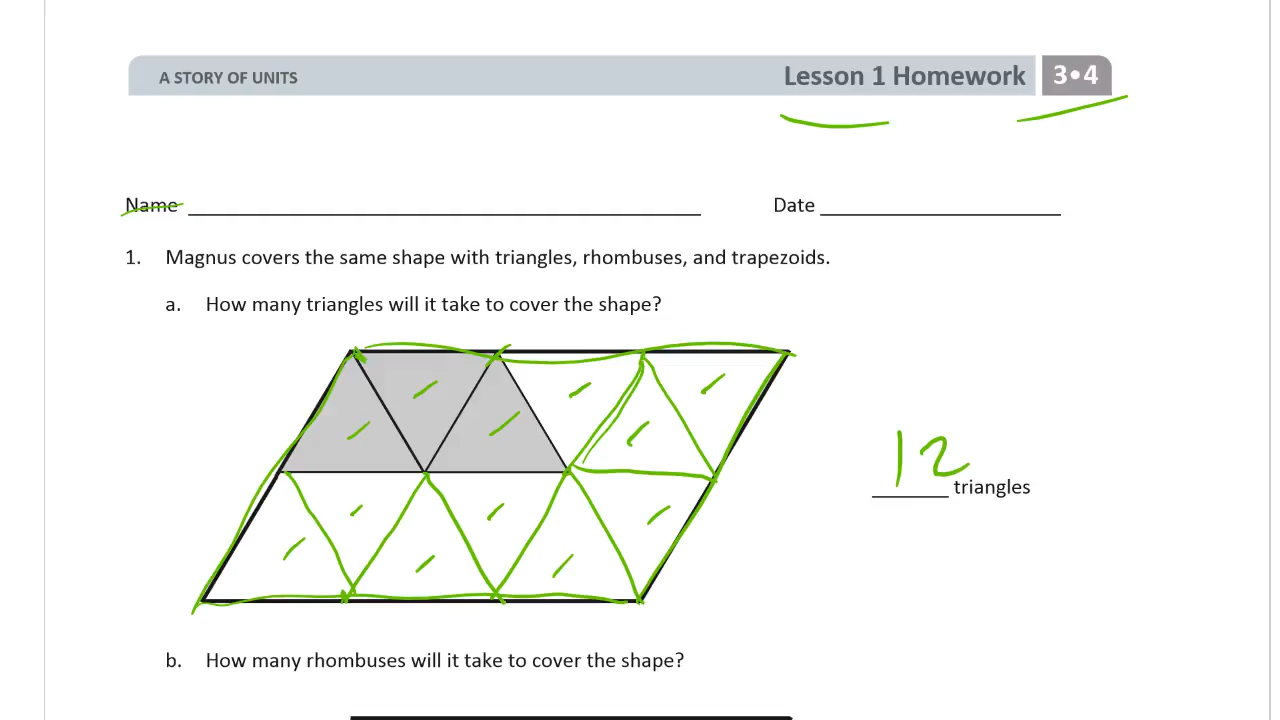 A STORY OF UNITS
Lesson 1 Homework 3•4
Name Date
1. Magnus covers the same shape with triangles, rhombuses, and trapezoids.
a. How many triangles will it take to cover the shape?
12
triangles
b. How many rhombuses will it take to cover the shape?